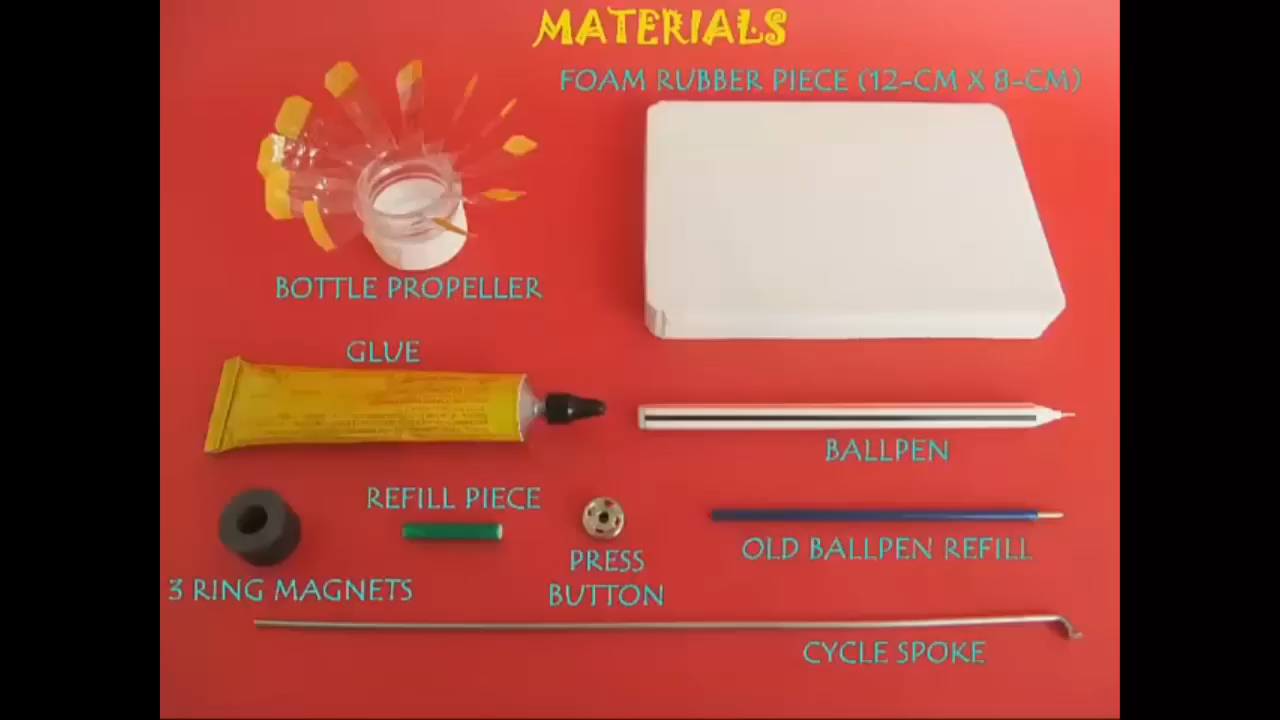 MATERIALS
FOAM RUBBER PIECE (12-CM X 8-CM)
BOTTLE PROPELLER
GLUE
BALLPEN
REFILL PIECE
PRESS
BUTTON
OLD BALLPEN REFILL
3 RING MAGNETS
CYCLE SPOKE